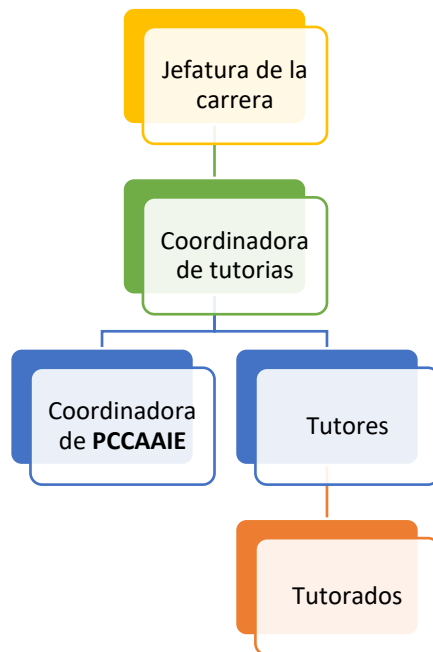 Jefatura de la
carrera
Coordinadora
de tutorias
Coordinadora
de PCCAAIE
Tutores
Tutorados